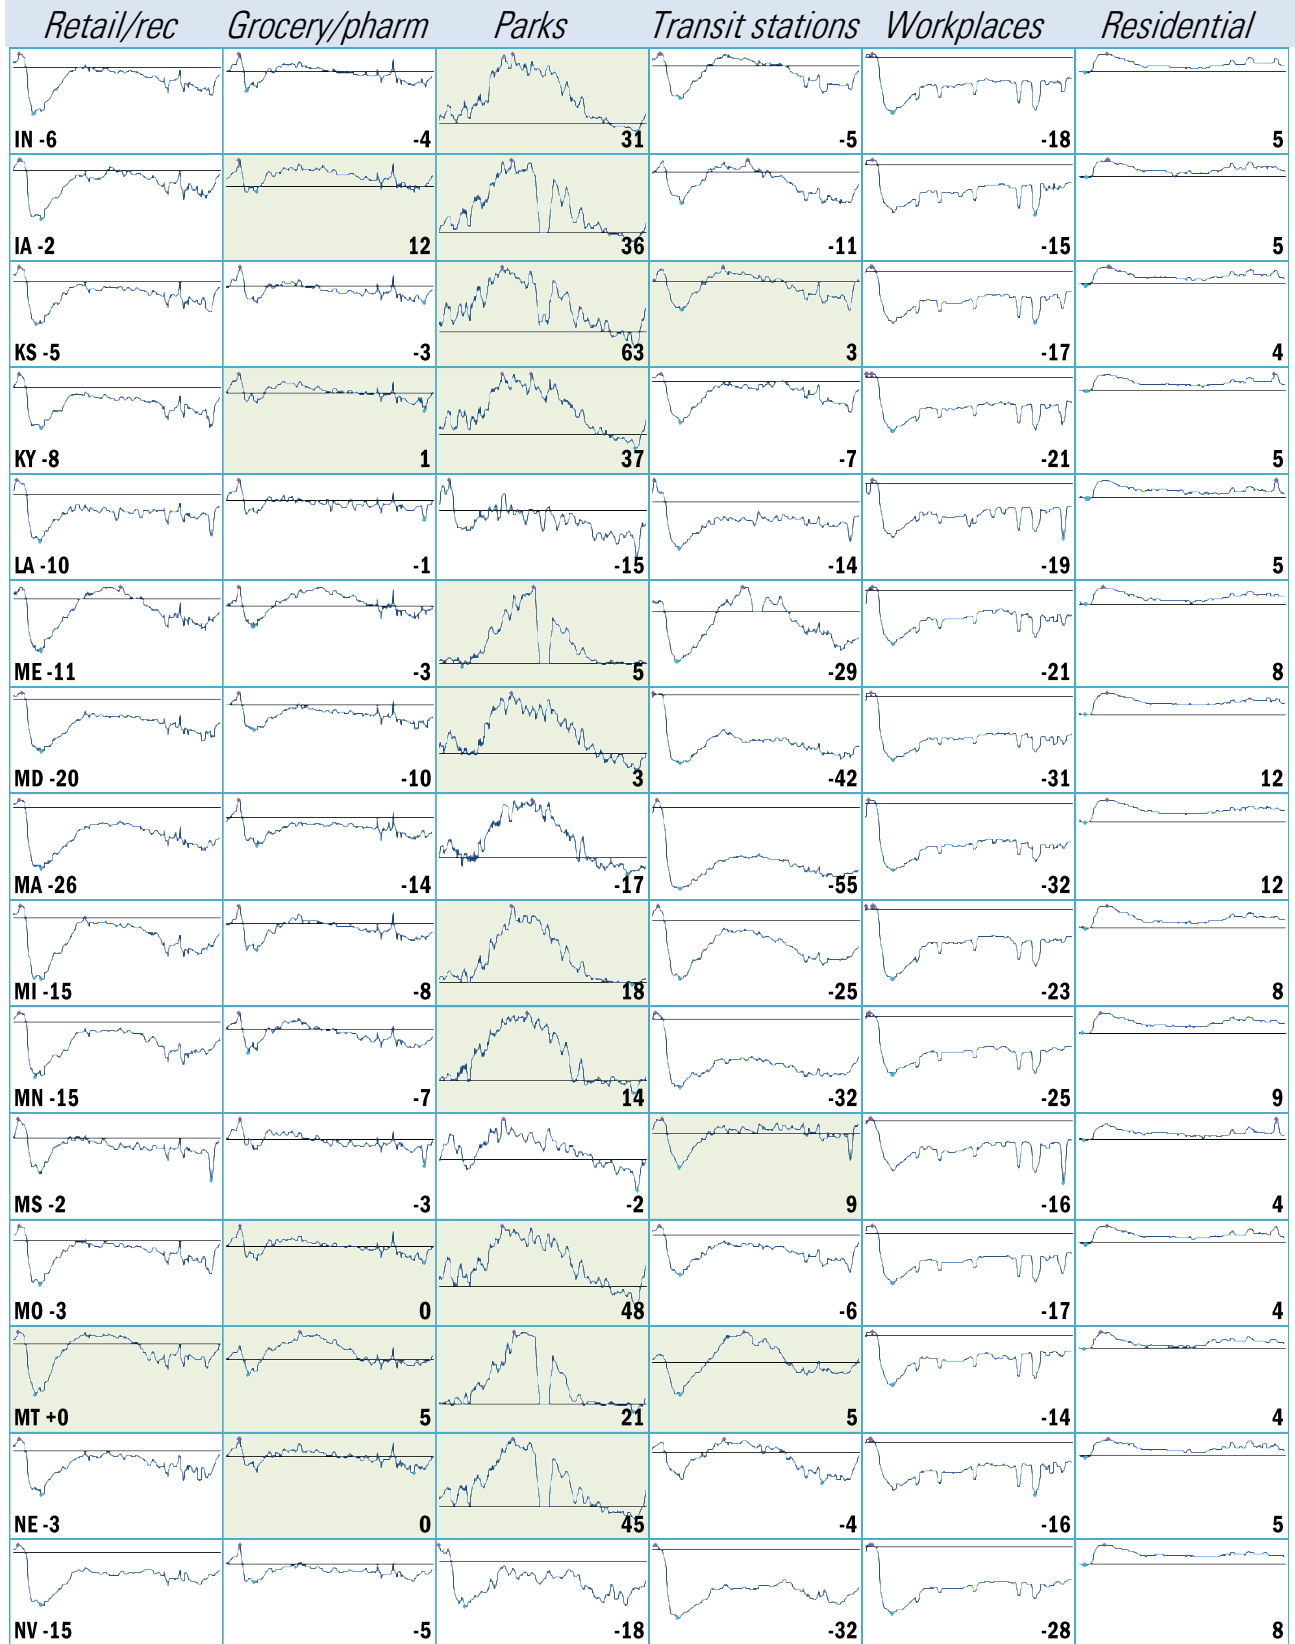 Retail/rec Grocery/pharm Parks Transit stations Workplaces Residential
IN -6 -4 31 -5 -18 5
IA -2 12 36 -11 -15 5
KS -5 -3 63 3 -17 4
KY -8 1 37 -7 -21 5
LA -10 -1 -15 -14 -19 5
ME -11 -3 5 -29 -21 8
MD -20 -10 3 -42 -31 12
MA -26 -14 -17 -55 -32 12
MI -15 -8 18 -25 -23 8
MN -15 -7 14 -32 -25 9
MS -2 -3 -2 9 -16 4
MO -3 0 48 -6 -17 4
MT +0 5 21 5 -14 4
NE -3 0 45 -4 -16 5
NV -15 -5 -18 -32 -28 8